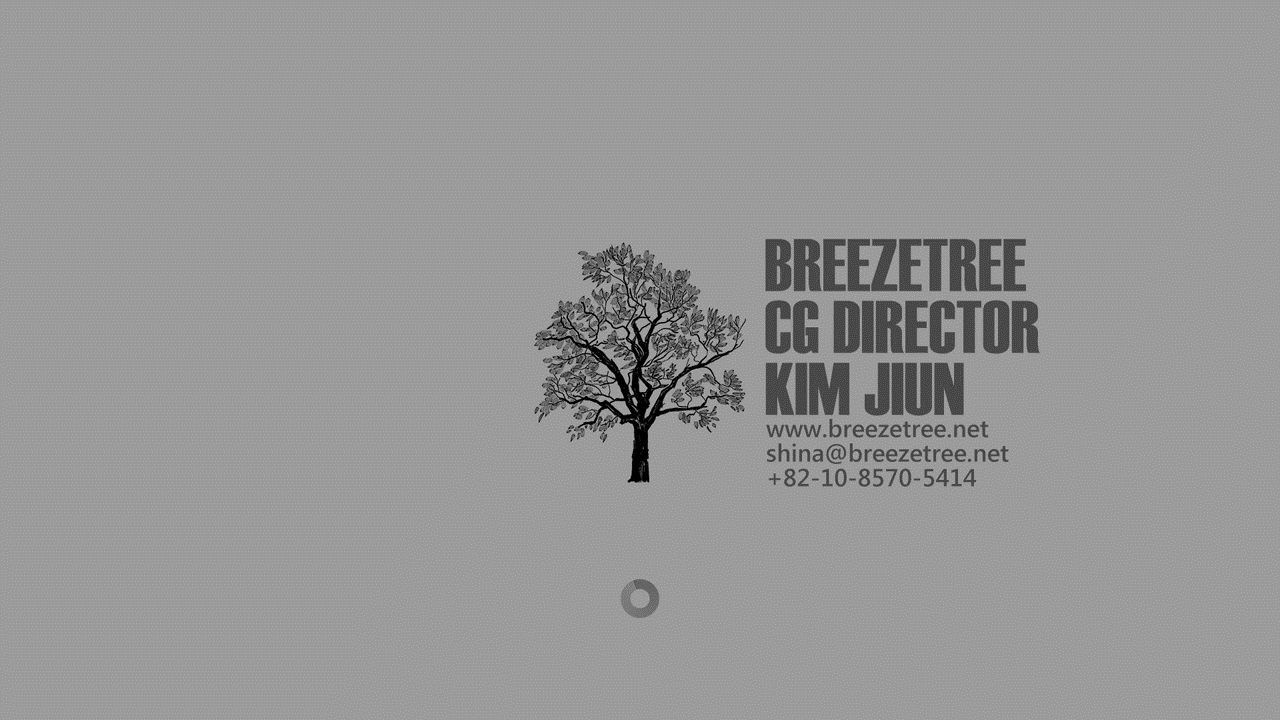 BREEZETREE
CG DIRECTOR
KIM JIUN
www.breezetree.net
shina@breezetree.net
+82-10-8570-5414